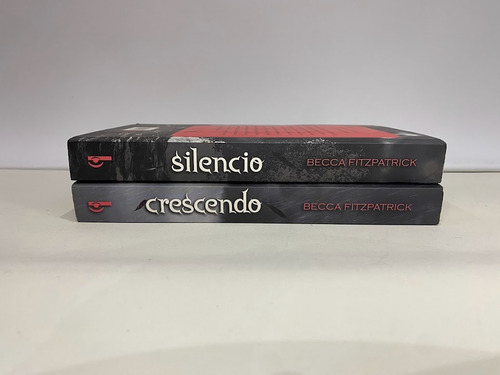 silencio BECCA FITZPATRICK
crescendo BECCA FITZPATRICK